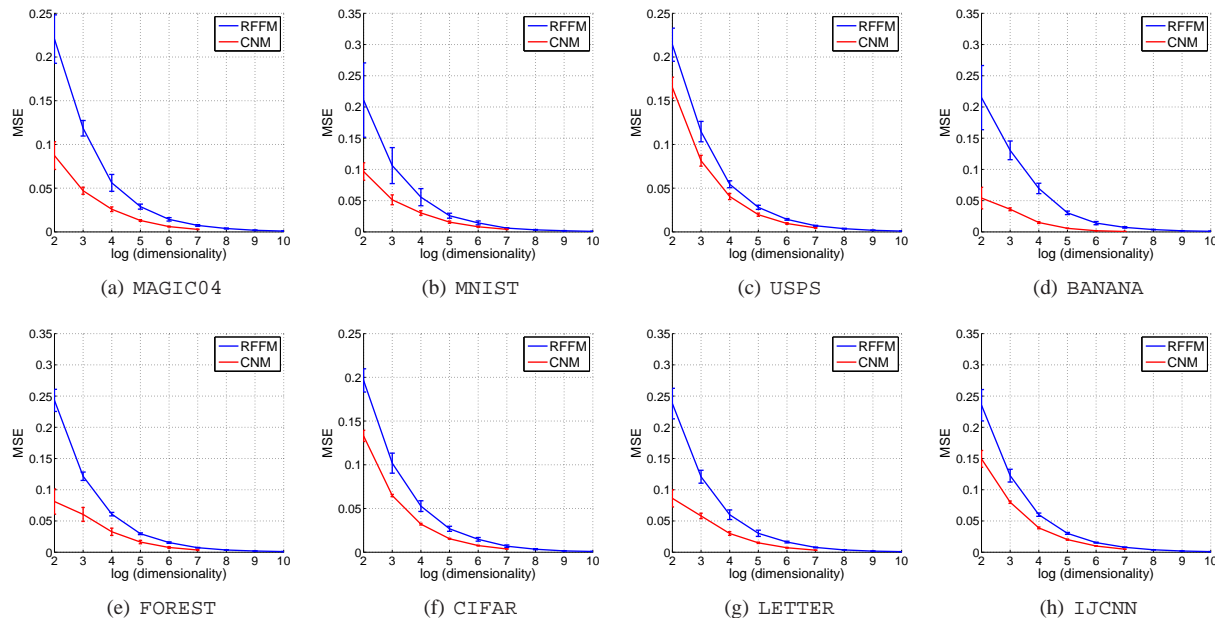 0.25
0.2
0.15
0.1
0.05
0
MSE
2 3 4 5 6 7 8 9 10
log (dimensionality)
RFFM
CNM
(a) MAGIC04
0.35
0.3
0.25
0.2
0.15
0.1
0.05
0
MSE
2 3 4 5 6 7 8 9 10
log (dimensionality)
RFFM
CNM
(b) MNIST
0.25
0.2
0.15
0.1
0.05
0
MSE
2 3 4 5 6 7 8 9 10
log (dimensionality)
RFFM
CNM
(c) USPS
0.35
0.3
0.25
0.2
0.15
0.1
0.05
0
MSE
2 3 4 5 6 7 8 9 10
log (dimensionality)
RFFM
CNM
(d) BANANA
0.35
0.3
0.25
0.2
0.15
0.1
0.05
0
MSE
2 3 4 5 6 7 8 9 10
log (dimensionality)
RFFM
CNM
(e) FOREST
0.25
0.2
0.15
0.1
0.05
0
MSE
2 3 4 5 6 7 8 9 10
log (dimensionality)
RFFM
CNM
(f) CIFAR
0.35
0.3
0.25
0.2
0.15
0.1
0.05
0
MSE
2 3 4 5 6 7 8 9 10
log (dimensionality)
RFFM
CNM
(g) LETTER
0.35
0.3
0.25
0.2
0.15
0.1
0.05
0
MSE
2 3 4 5 6 7 8 9 10
log (dimensionality)
RFFM
CNM
(h) IJCNN